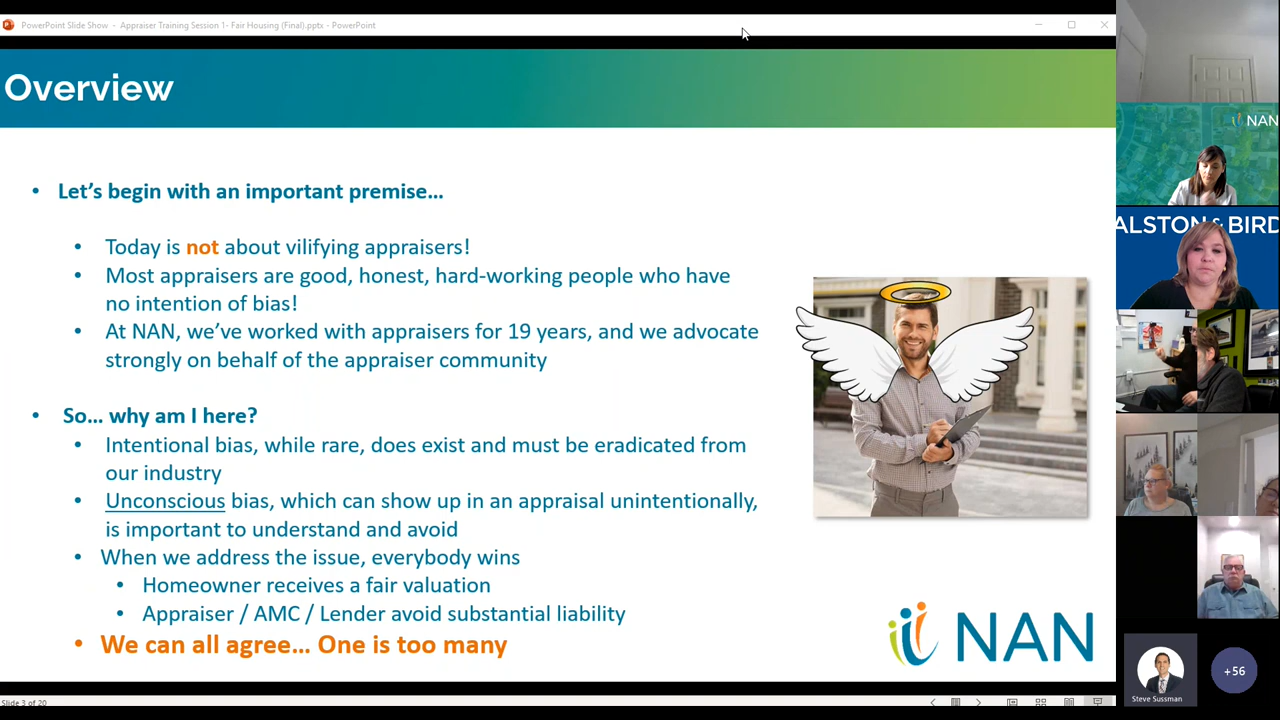 PowerPoint Slide Show - Appraiser Training Session 1- Fair Housing (Final).pptx - PowerPoint
Overview
• Let's begin with an important premise...
• Today is not about vilifying appraisers!
• Most appraisers are good, honest, hard-working people who have
no intention of bias!
• At NAN, we've worked with appraisers for 19 years, and we advocate
strongly on behalf of the appraiser community
• So... why am I here?
• Intentional bias, while rare, does exist and must be eradicated from
our industry
• Unconscious bias, which can show up in an appraisal unintentionally,
is important to understand and avoid
• When we address the issue, everybody wins
• Homeowner receives a fair valuation
• Appraiser / AMC / Lender avoid substantial liability
• We can all agree... One is too many
NAN
Slide 3 of 20
NAN
ALSTON & BIRD
Steve Sussman
+56